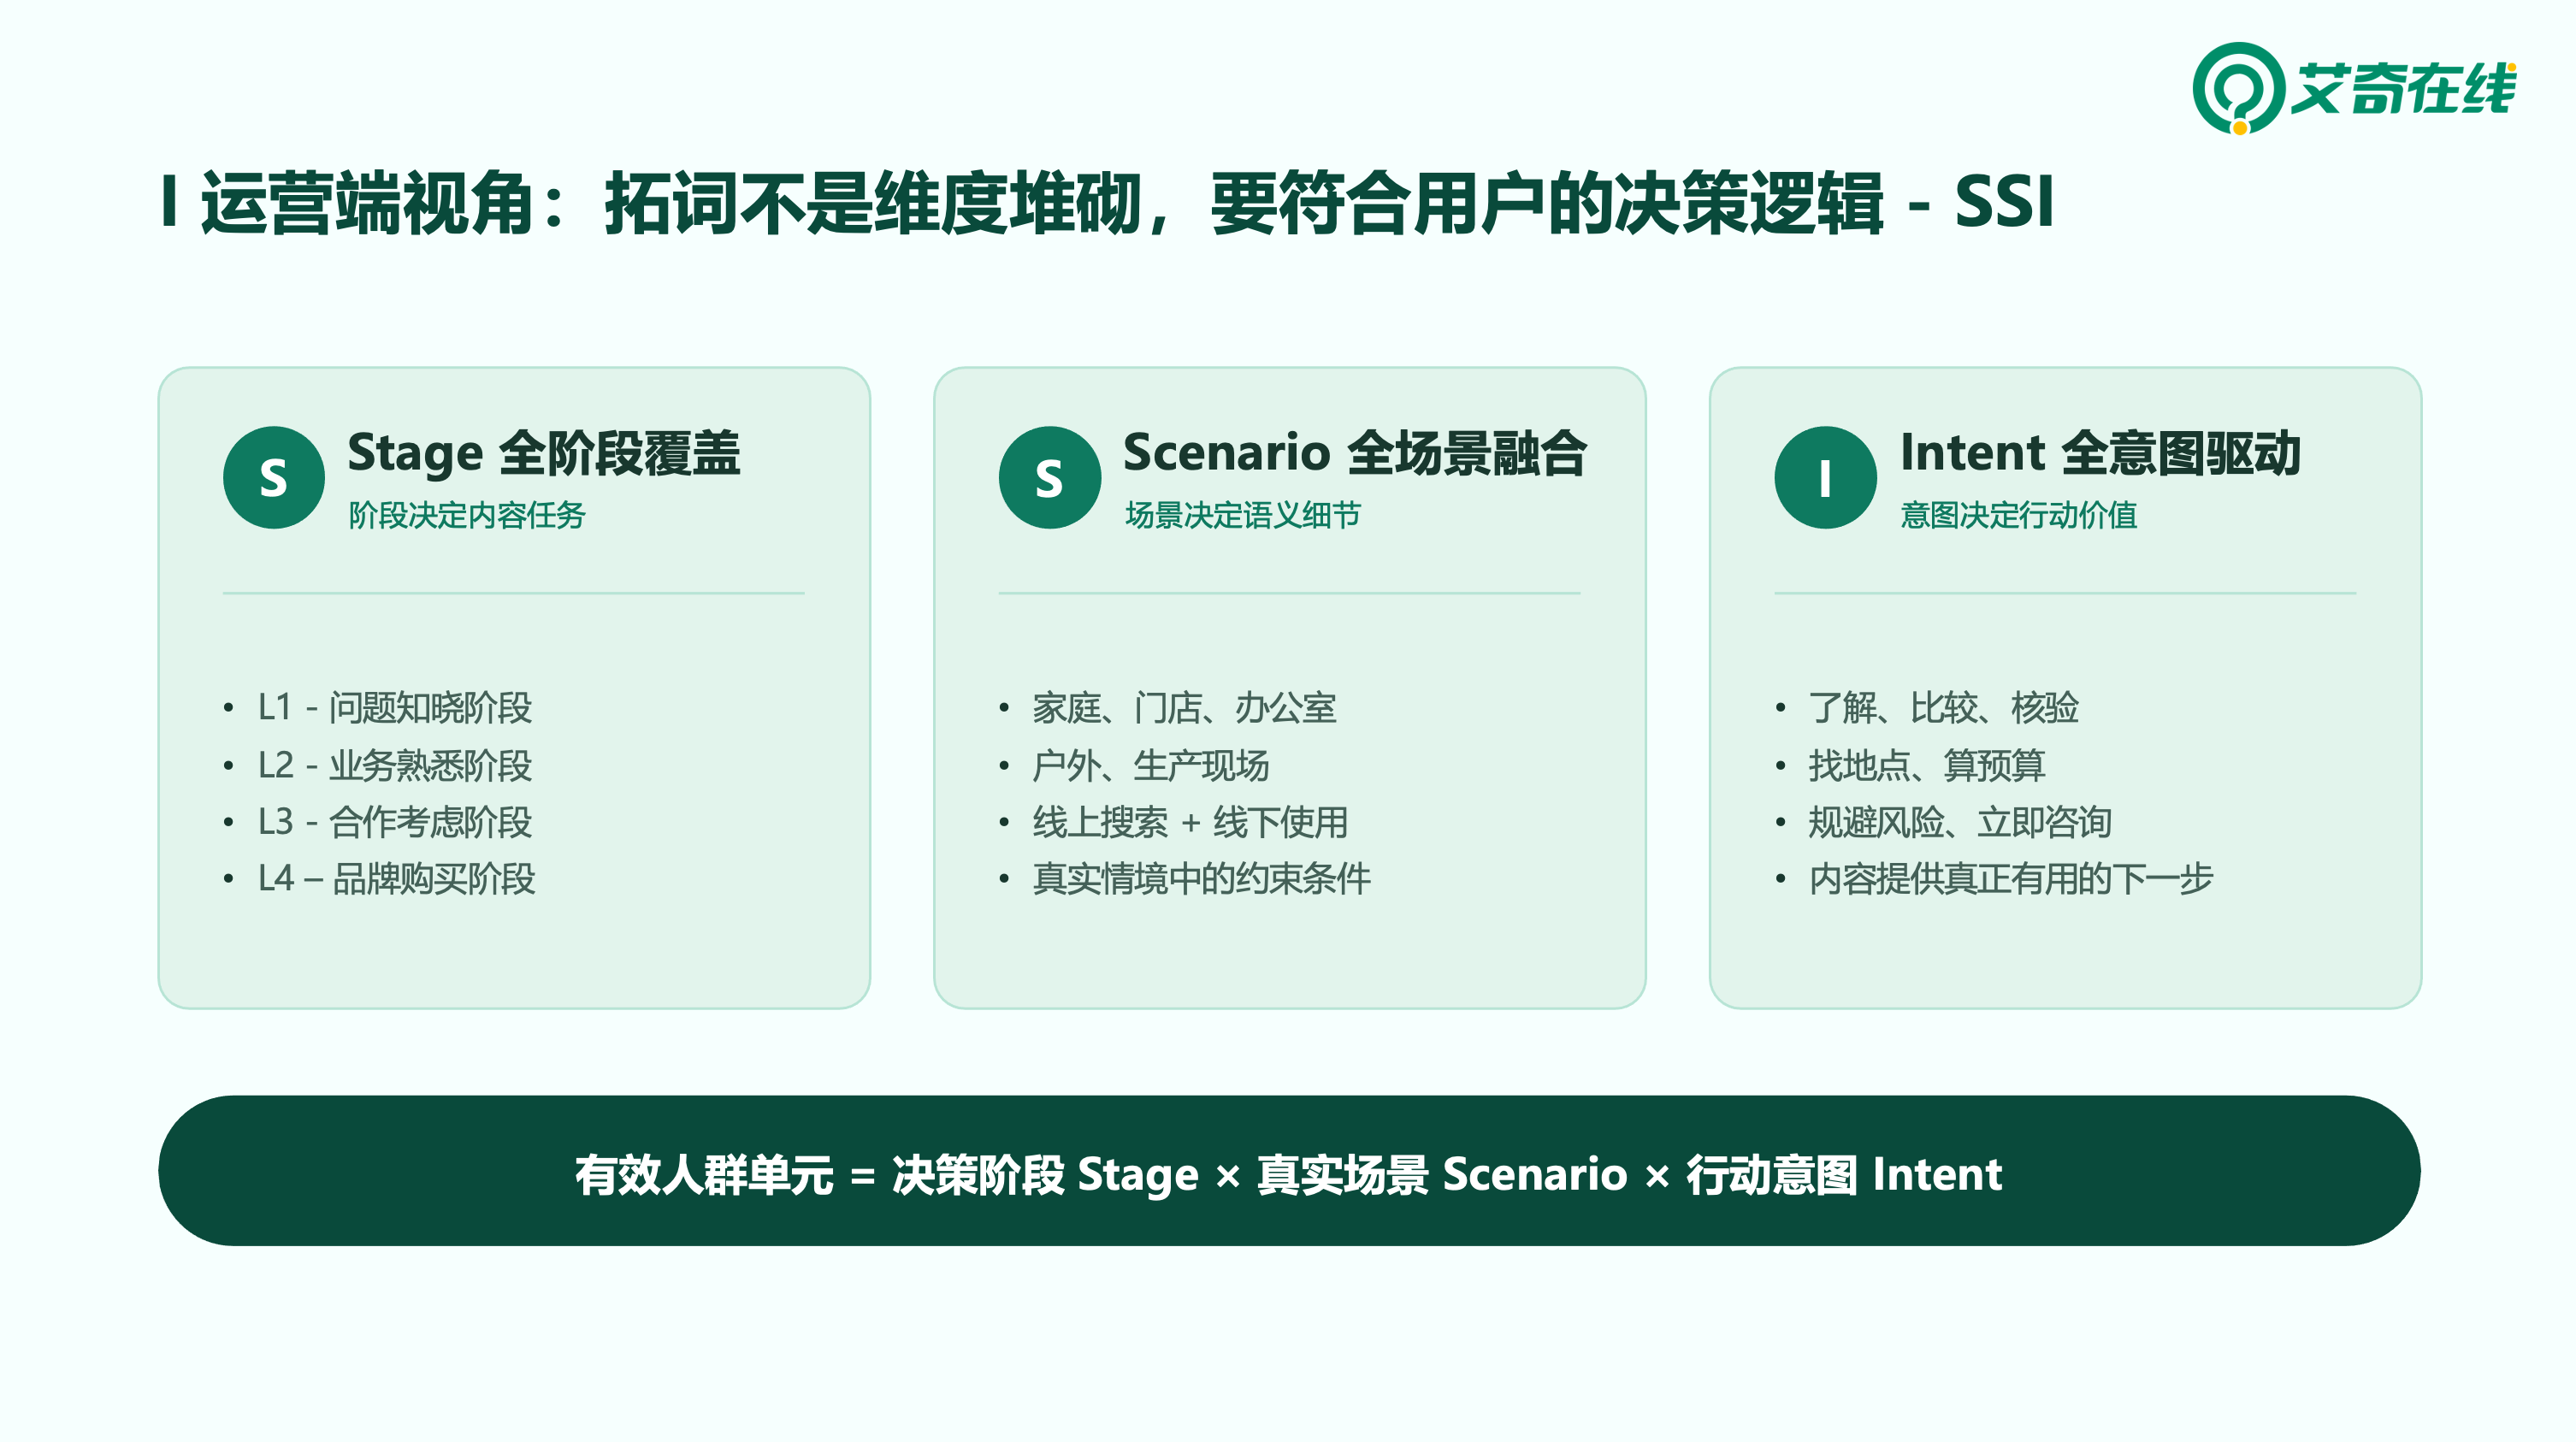 艾奇在线
I 运营端视角：拓词不是维度堆砌，要符合用户的决策逻辑 - SSI
S
Stage 全阶段覆盖
阶段决定内容任务
• L1 - 问题知晓阶段
• L2 - 业务熟悉阶段
• L3 - 合作考虑阶段
• L4 – 品牌购买阶段
S
Scenario 全场景融合
场景决定语义细节
• 家庭、门店、办公室
• 户外、生产现场
• 线上搜索 + 线下使用
• 真实情境中的约束条件
I
Intent 全意图驱动
意图决定行动价值
• 了解、比较、核验
• 找地点、算预算
• 规避风险、立即咨询
• 内容提供真正有用的下一步
有效人群单元 = 决策阶段 Stage × 真实场景 Scenario × 行动意图 Intent